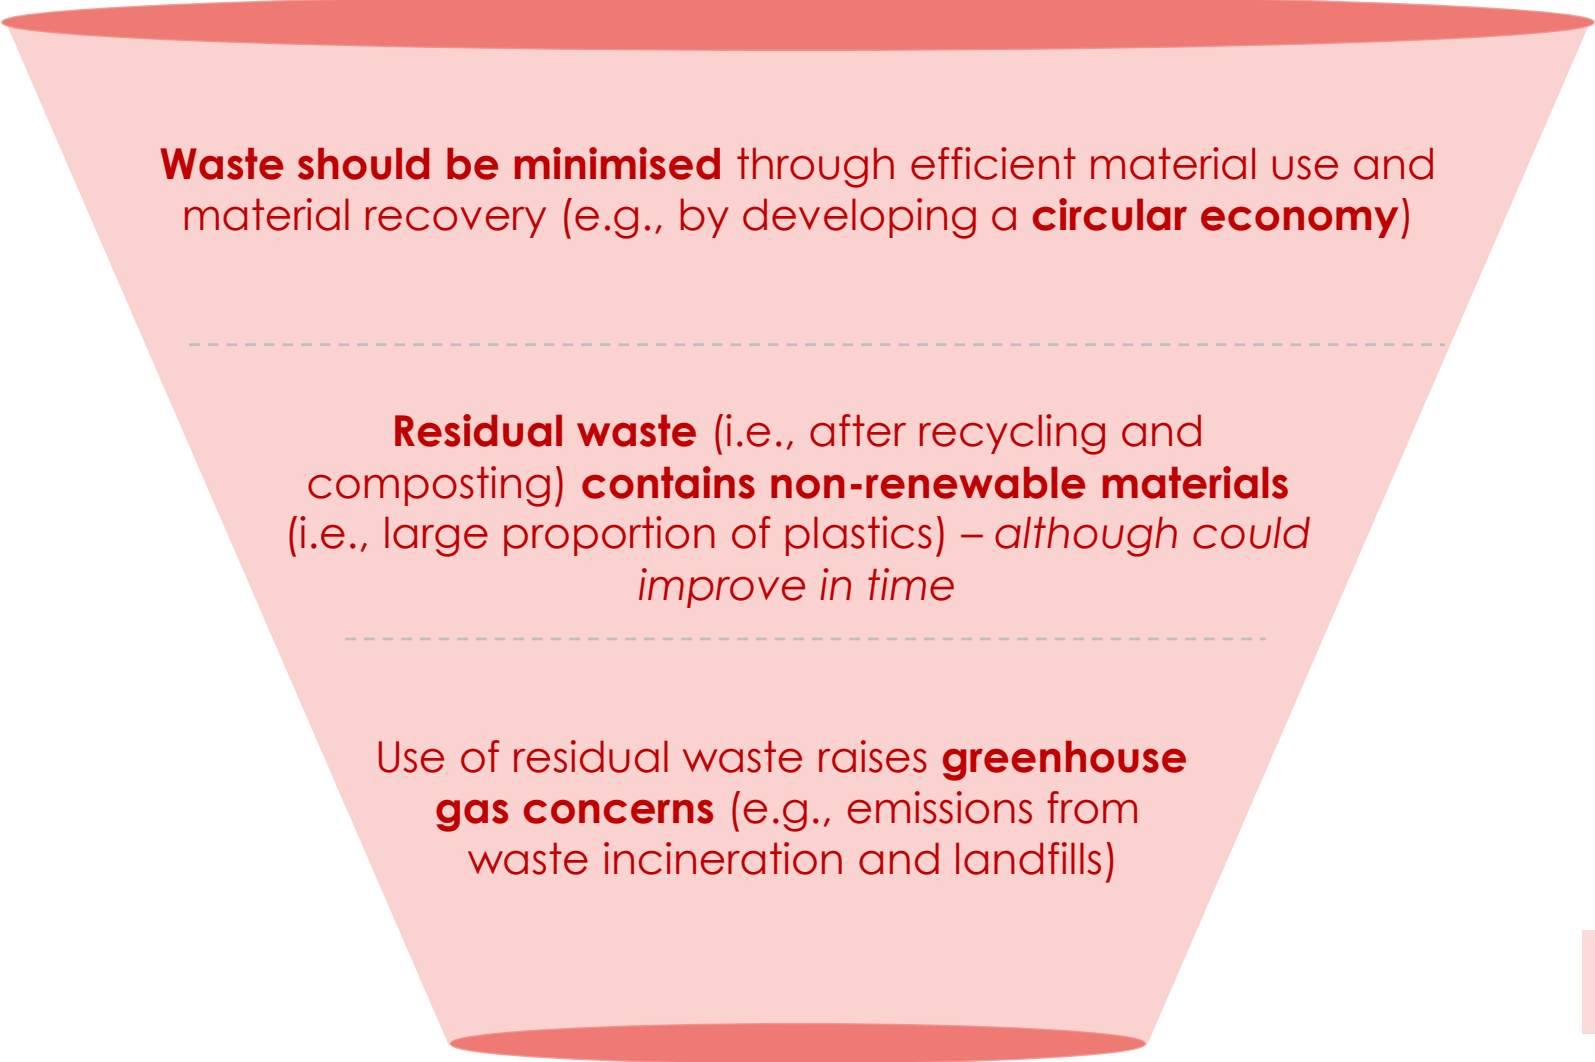 Waste should be minimised through efficient material use and
material recovery (e.g., by developing a circular economy)
Residual waste (i.e., after recycling and
composting) contains non-renewable materials
(i.e., large proportion of plastics) – although could
improve in time
Use of residual waste raises greenhouse
gas concerns (e.g., emissions from
waste incineration and landfills)